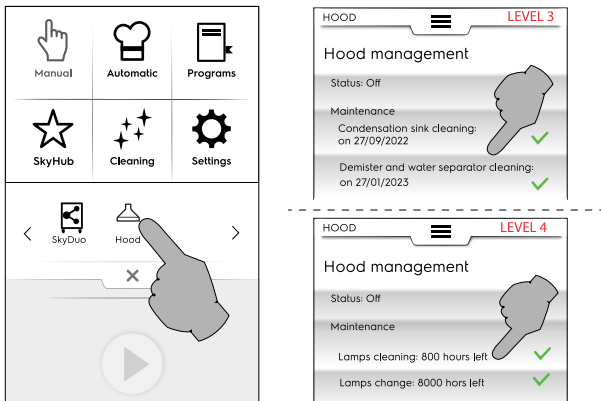 Manual
Automatic
Programs
SkyHub
Cleaning
Settings
SkyDuo
Hood
HOOD
LEVEL 3
Hood management
Status: Off
Maintenance
Condensation sink cleaning:
on 27/09/2022
Demister and water separator cleaning:
on 27/01/2023
HOOD
LEVEL 4
Hood management
Status: Off
Maintenance
Lamps cleaning: 800 hours left
Lamps change: 8000 hors left